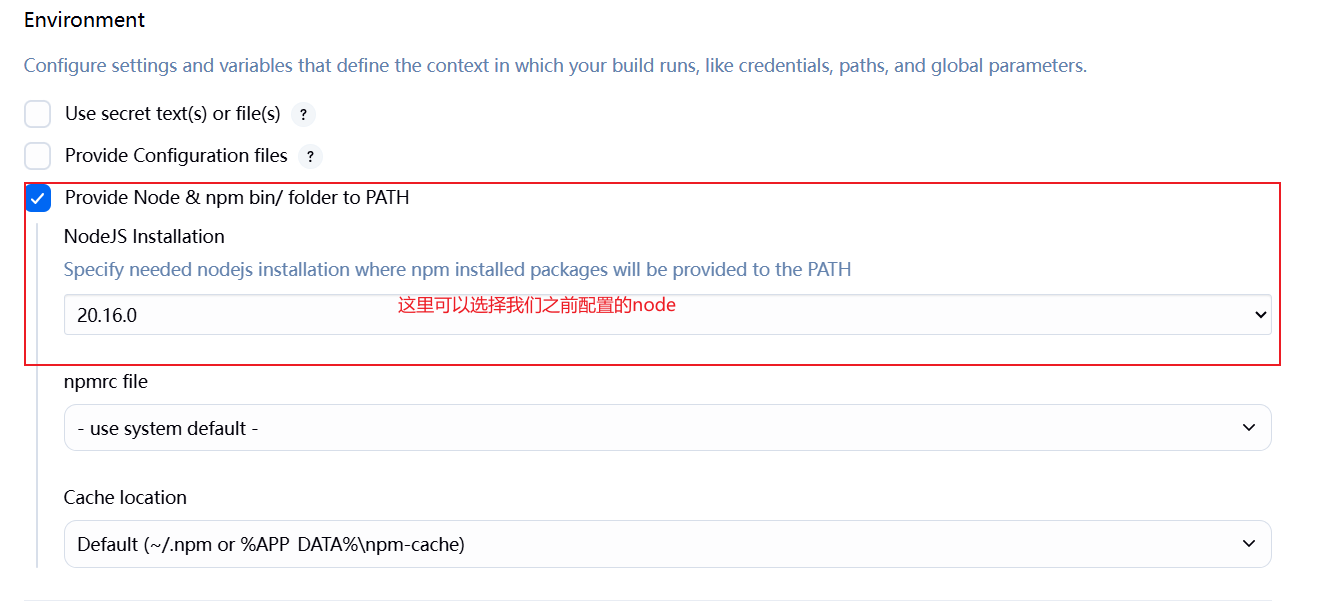 Environment
Configure settings and variables that define the context in which your build runs, like credentials, paths, and global parameters.
Use secret text(s) or file(s) ?
Provide Configuration files ?
Provide Node & npm bin/ folder to PATH
NodeJS Installation
Specify needed nodejs installation where npm installed packages will be provided to the PATH
这里可以选择我们之前配置的node
20.16.0
npmrc file
- use system default -
Cache location
Default (~/.npm or %APP_DATA%\npm-cache)